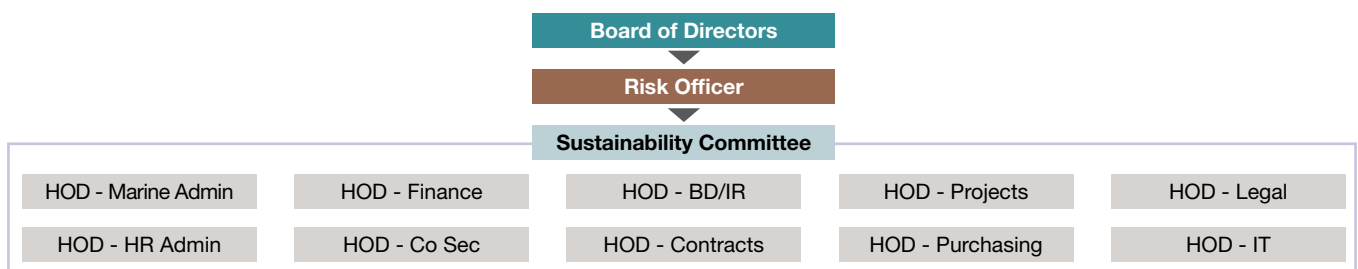 Board of Directors
Risk Officer
Sustainability Committee
HOD - Marine Admin
HOD - Finance
HOD - BD/IR
HOD - Projects
HOD - Legal
HOD - HR Admin
HOD - Co Sec
HOD - Contracts
HOD - Purchasing
HOD - IT